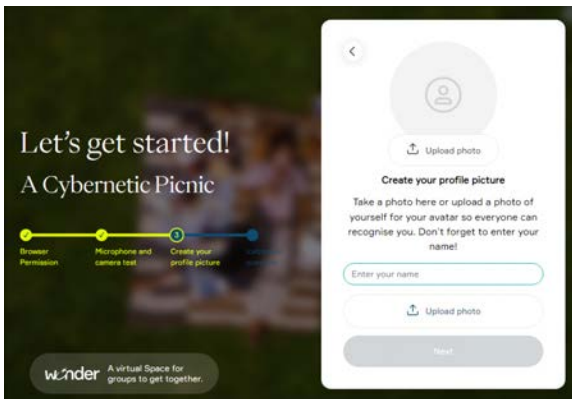 Let's get started!
A Cybernetic Picnic
3
Browser
Permission
Microphone and
camera test
Create your
profile picture
wonder
A virtual Space for
groups to get together.
Upload photo
Create your profile picture
Take a photo here or upload a photo of
yourself for your avatar so everyone can
recognise you. Don't forget to enter your
name!
Enter your name
Upload photo
Next